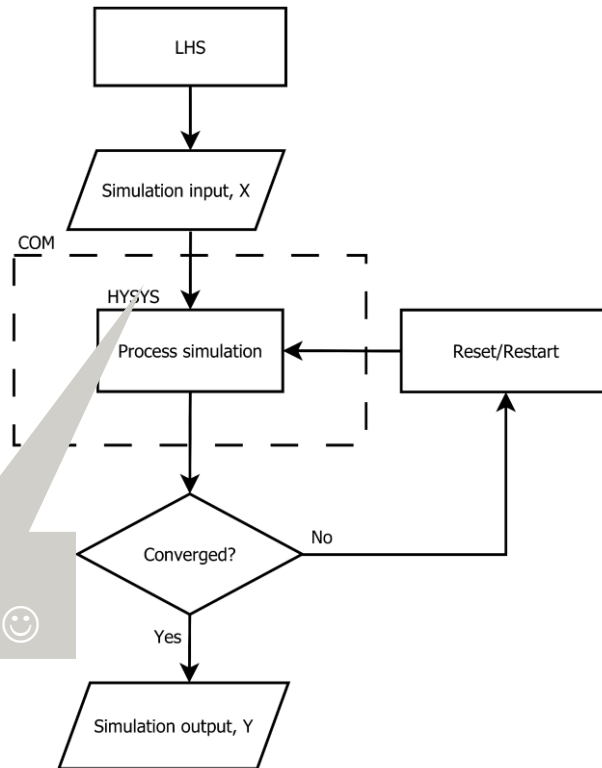 LHS
Simulation input, X
COM
HYSYS
Process simulation
Reset/Restart
Converged?
No
Yes
Simulation output, Y